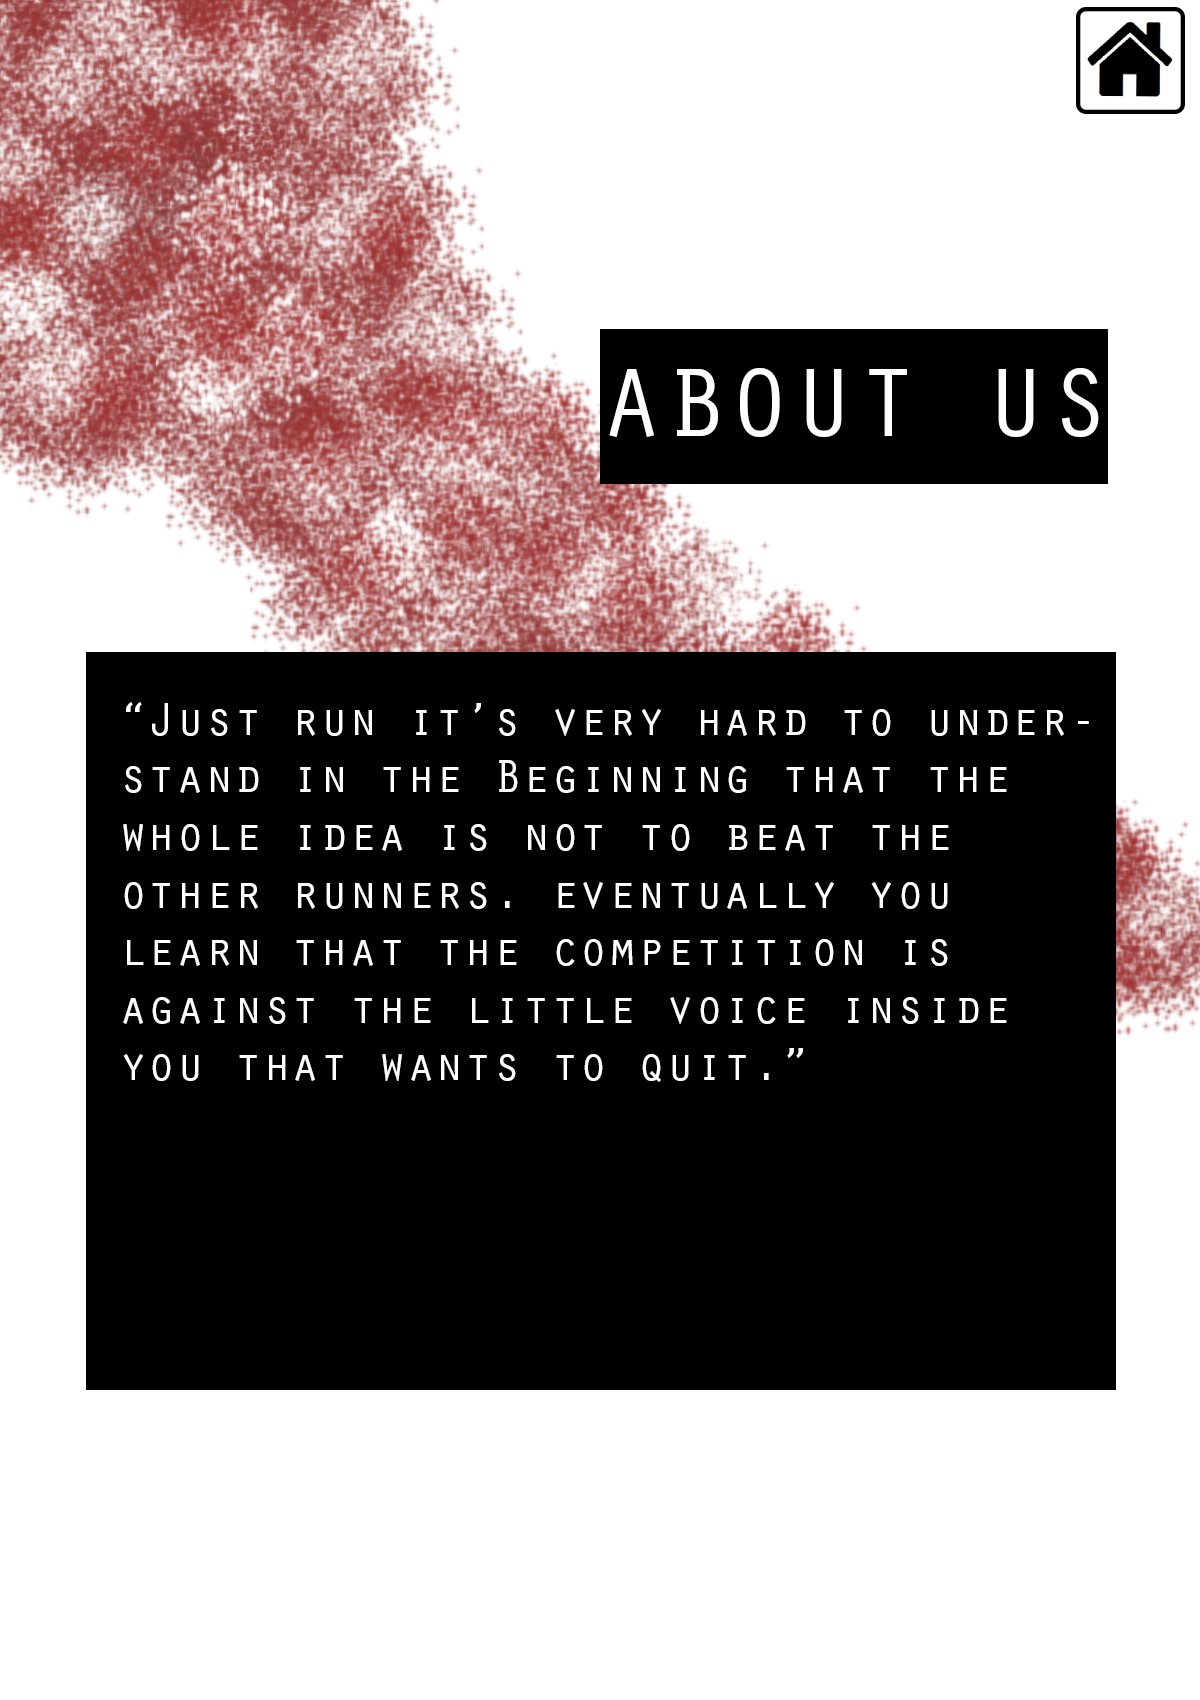 ABOUT US
“Just run it’s very hard to under-
stand in the Beginning that the
whole idea is not to beat the
other runners. eventually you
learn that the competition is
against the little voice inside
you that wants to quit.”